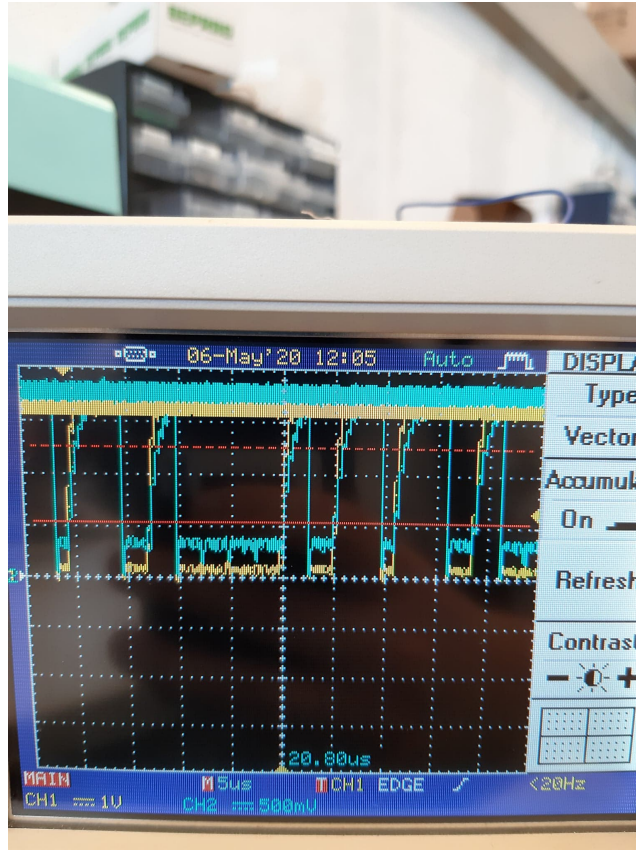 06-May'20 12:05 Auto
DISPLA
Type
Vector
Accumul
On
Refresh
Contrast
20.80us
MAIN
M 5us
CH1 EDGE
<20Hz
CH1 1V
CH2 500mV